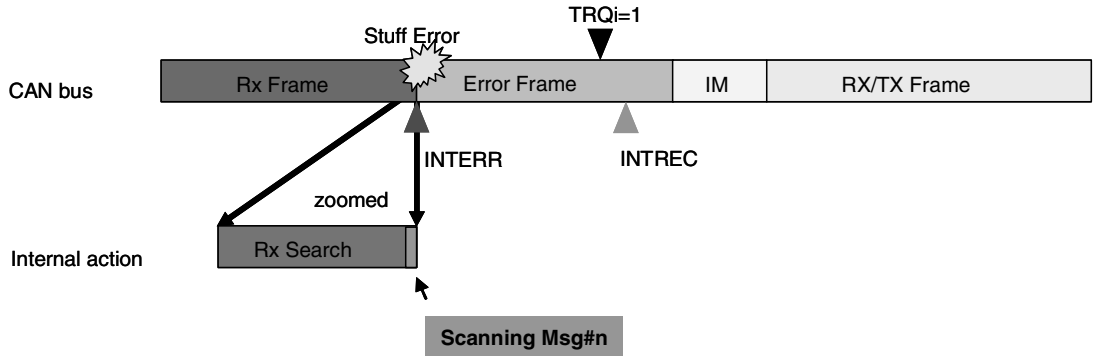 TRQi=1
Stuff Error
CAN bus
Rx Frame
Error Frame
IM
RX/TX Frame
INTERR
INTREC
zoomed
Internal action
Rx Search
Scanning Msg#n